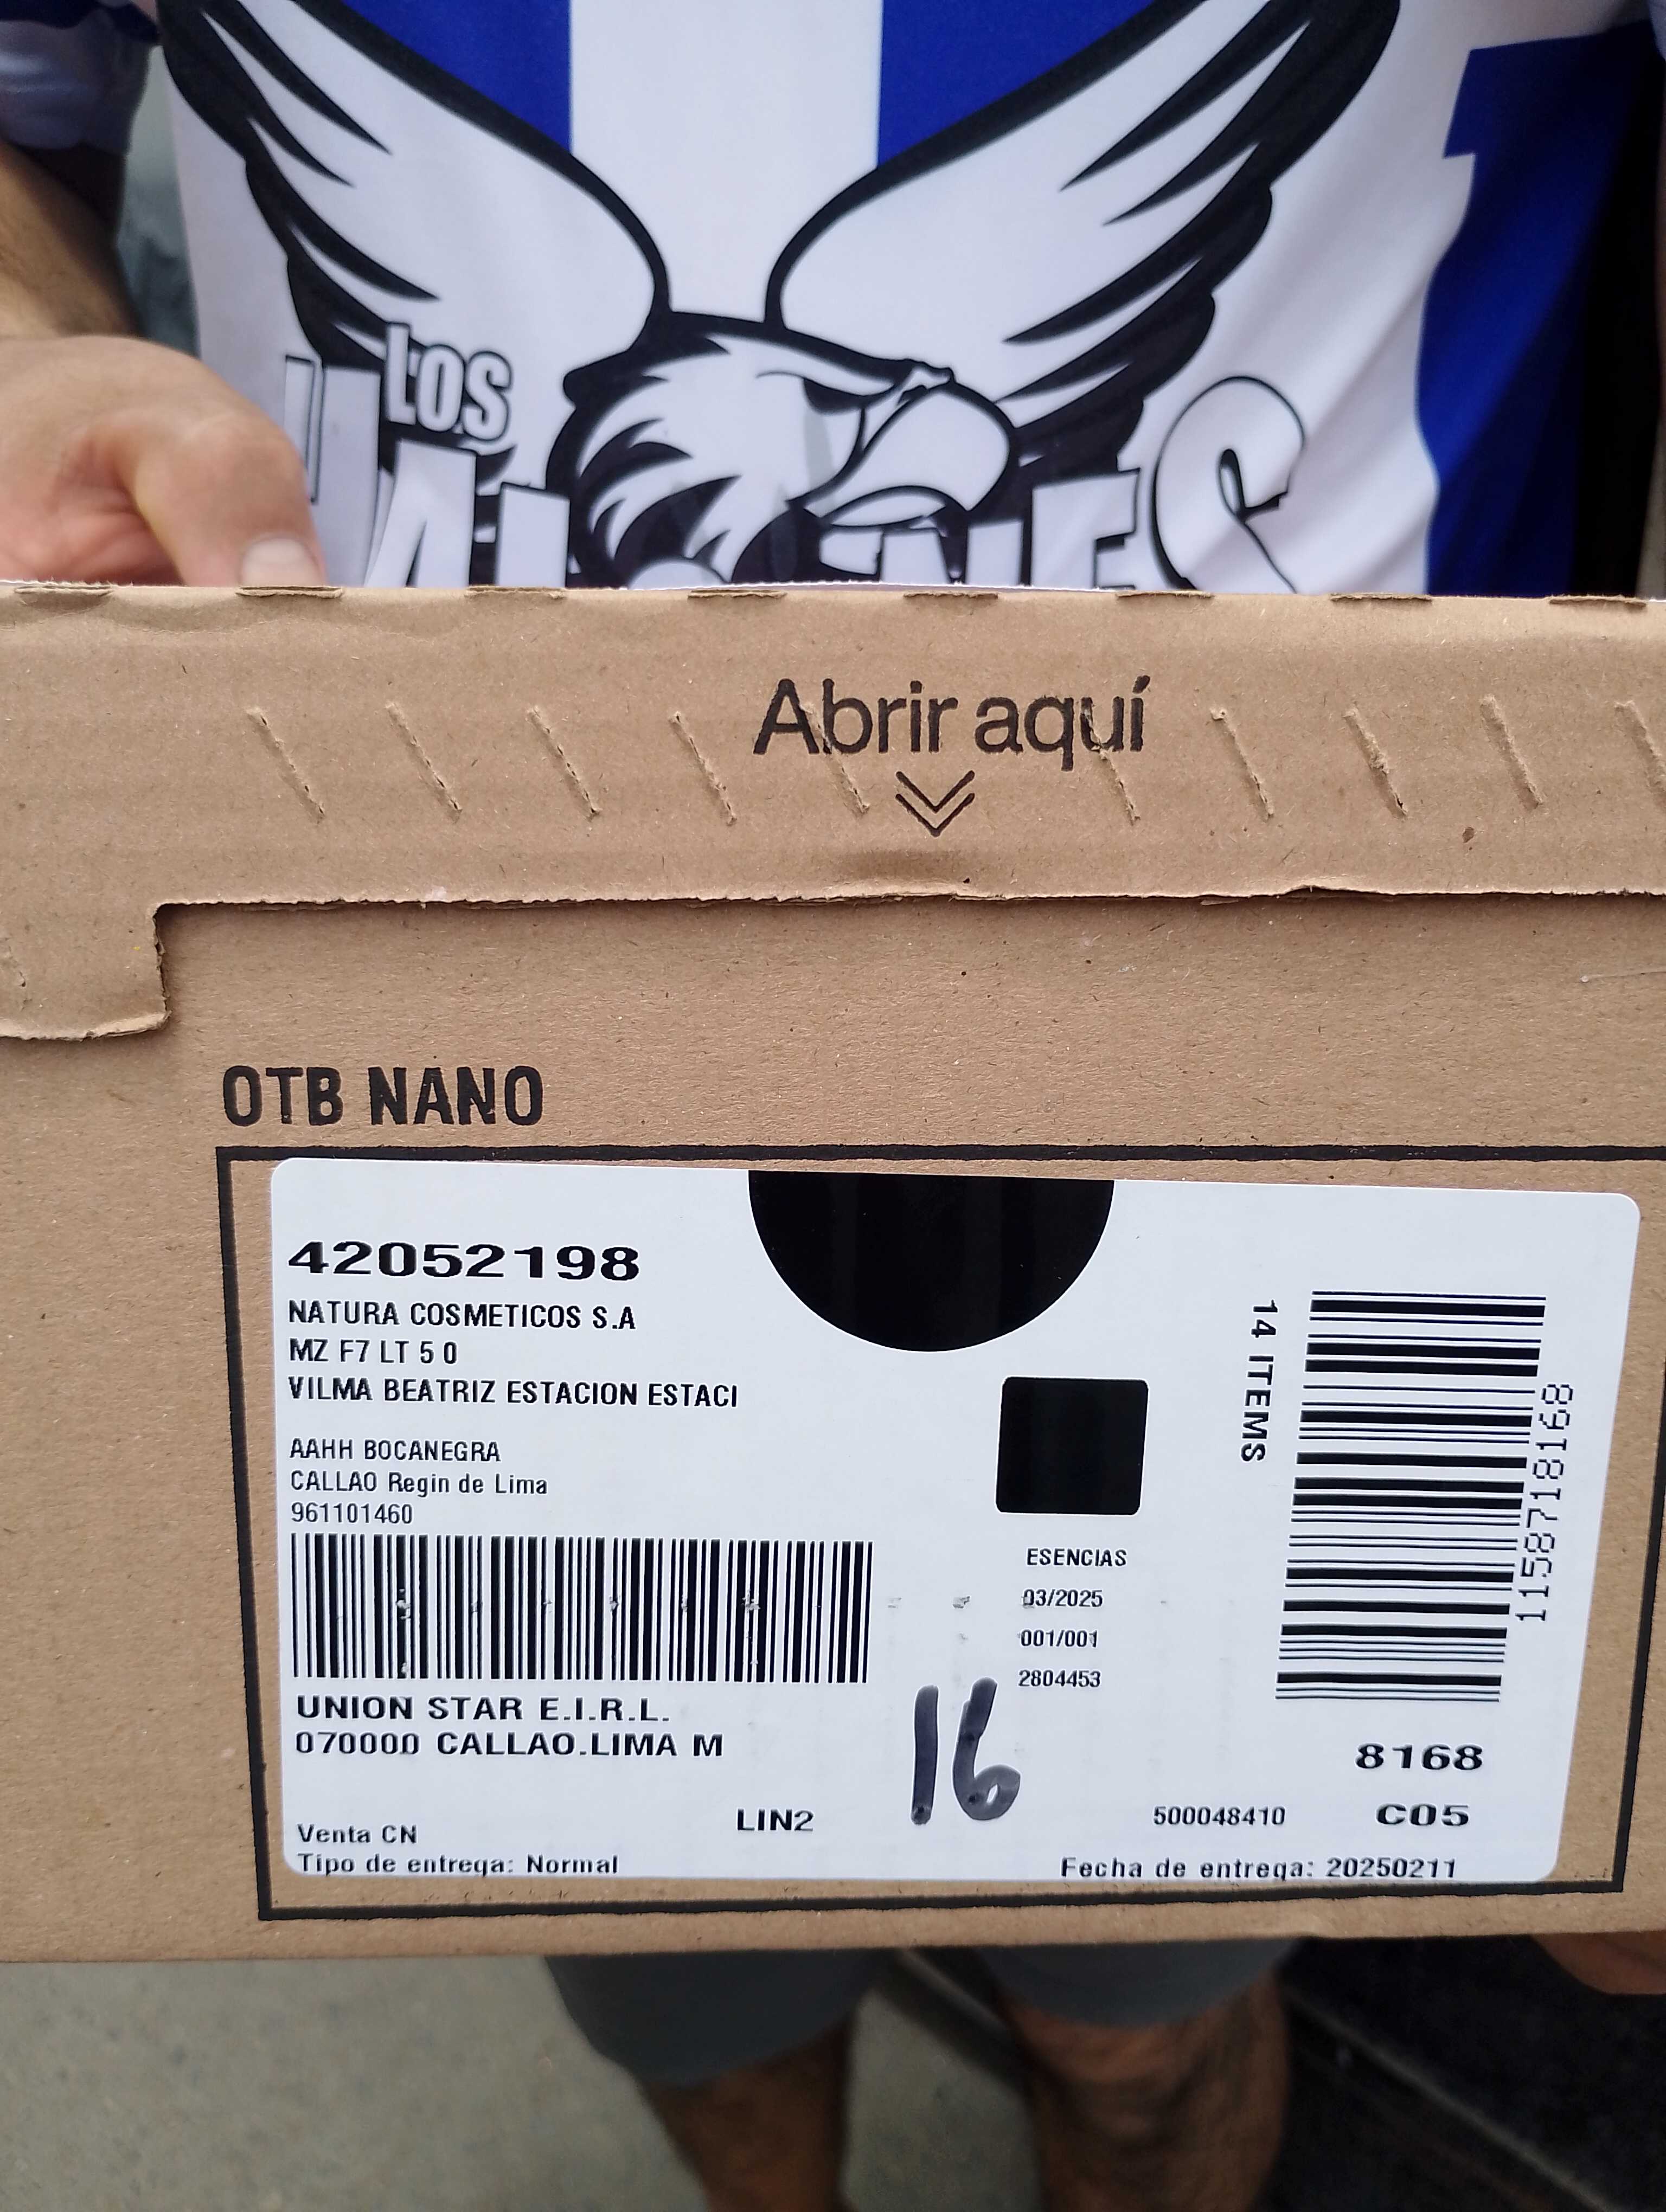 LOS
Abrir aquí
OTB NANO
42052198
NATURA COSMETICOS S.A
MZ F7 LT 5 0
VILMA BEATRIZ ESTACION ESTACI
AAHH BOCANEGRA
CALLAO Regin de Lima
961101460
14 ITEMS
1158718168
ESENCIAS
03/2025
001/001
2804453
UNION STAR E.I.R.L.
070000 CALLAO.LIMA M
16
8168
LIN2
500048410
C05
Venta CN
Tipo de entrega: Normal
Fecha de entrega: 20250211